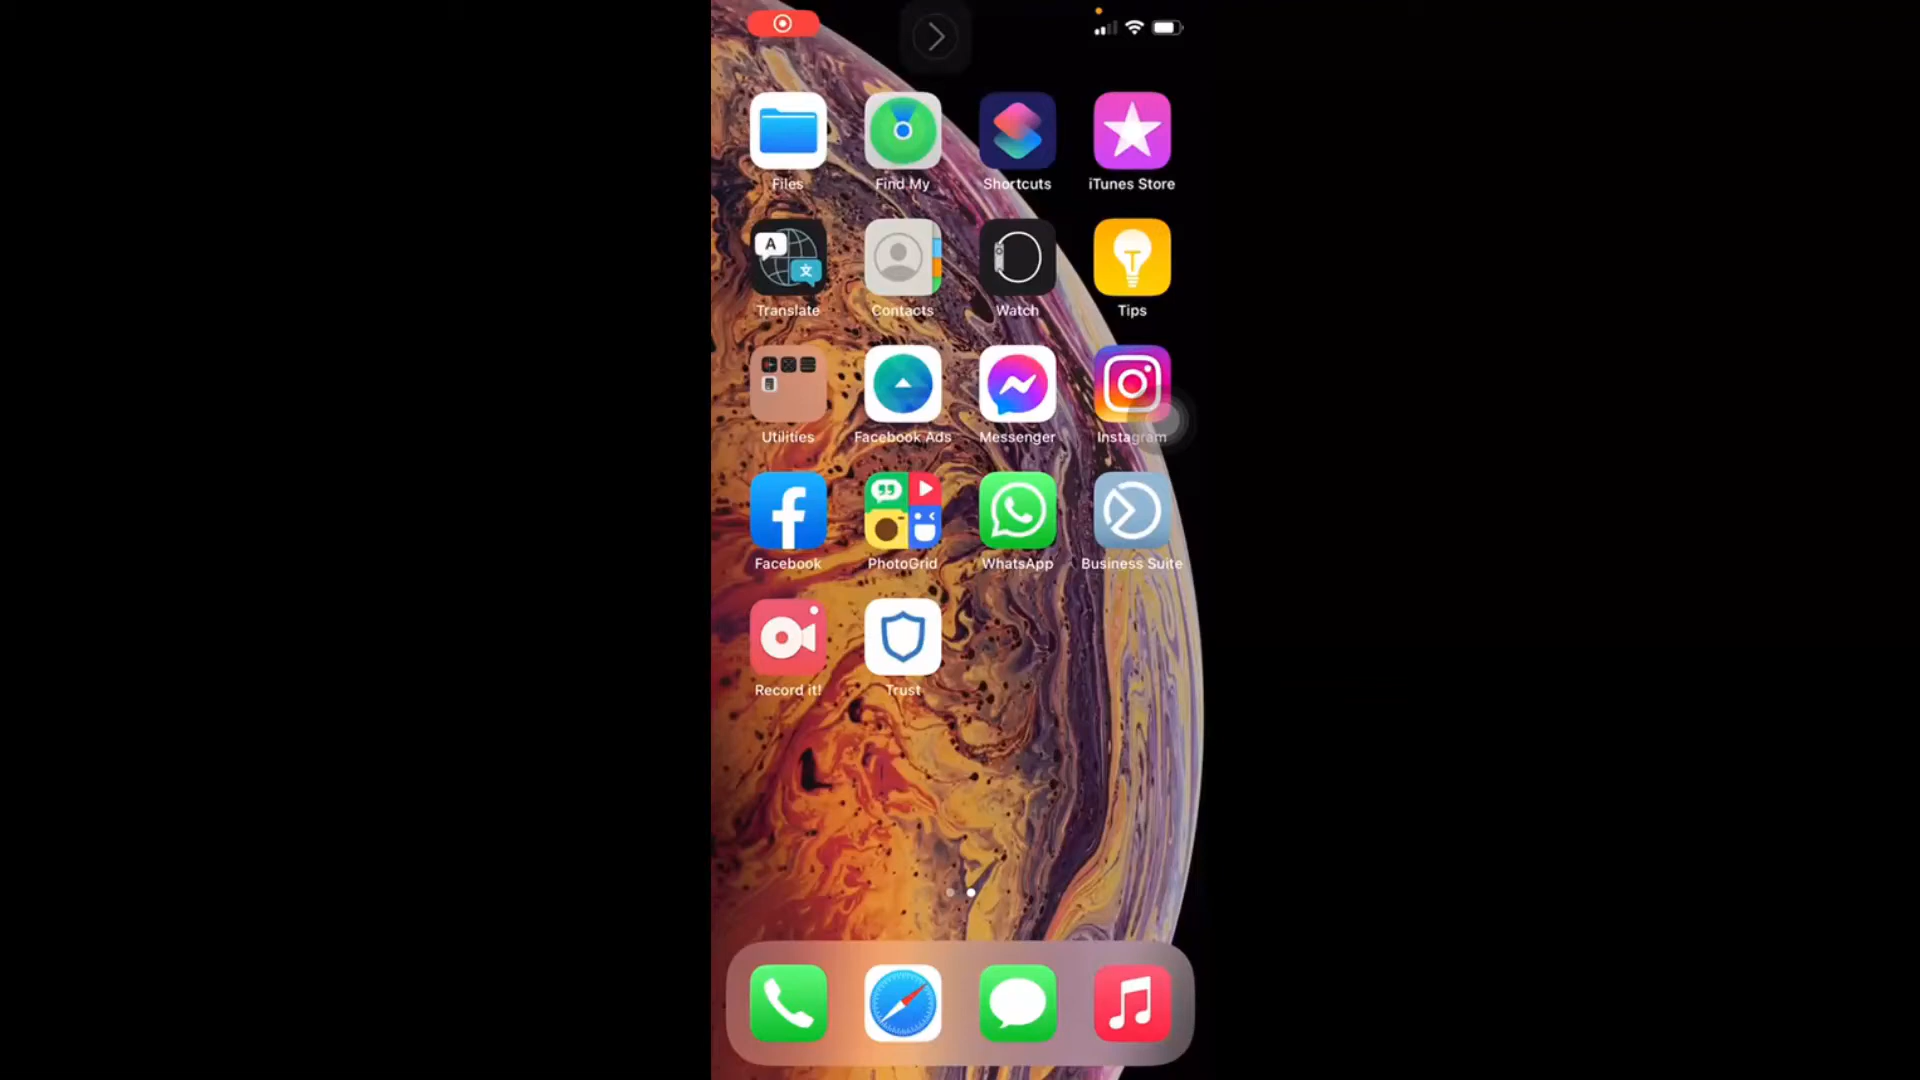 Files Find My Shortcuts iTunes Store
A
文
Translate Contacts Watch Tips
Utilities Facebook Ads Messenger Instagram
Facebook PhotoGrid WhatsApp Business Suite
Record it! Trust